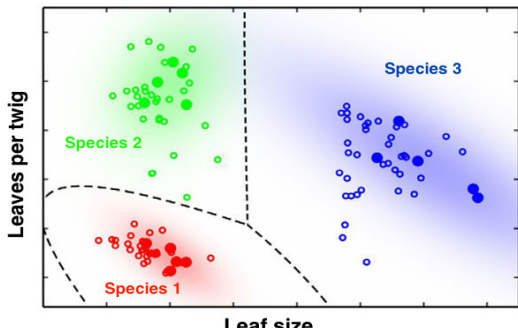 Species 3
Species 2
Leaves per twig
Species 1
Leaf size